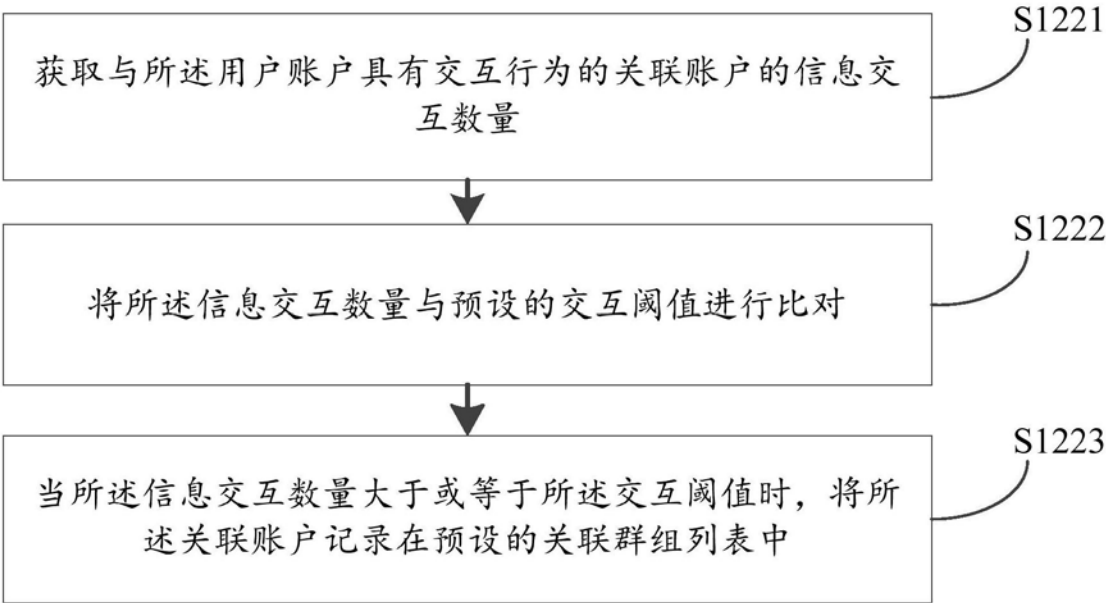 S1221
获取与所述用户账户具有交互行为的关联账户的信息交
互数量
S1222
将所述信息交互数量与预设的交互阈值进行比对
S1223
当所述信息交互数量大于或等于所述交互阈值时，将所
述关联账户记录在预设的关联群组列表中